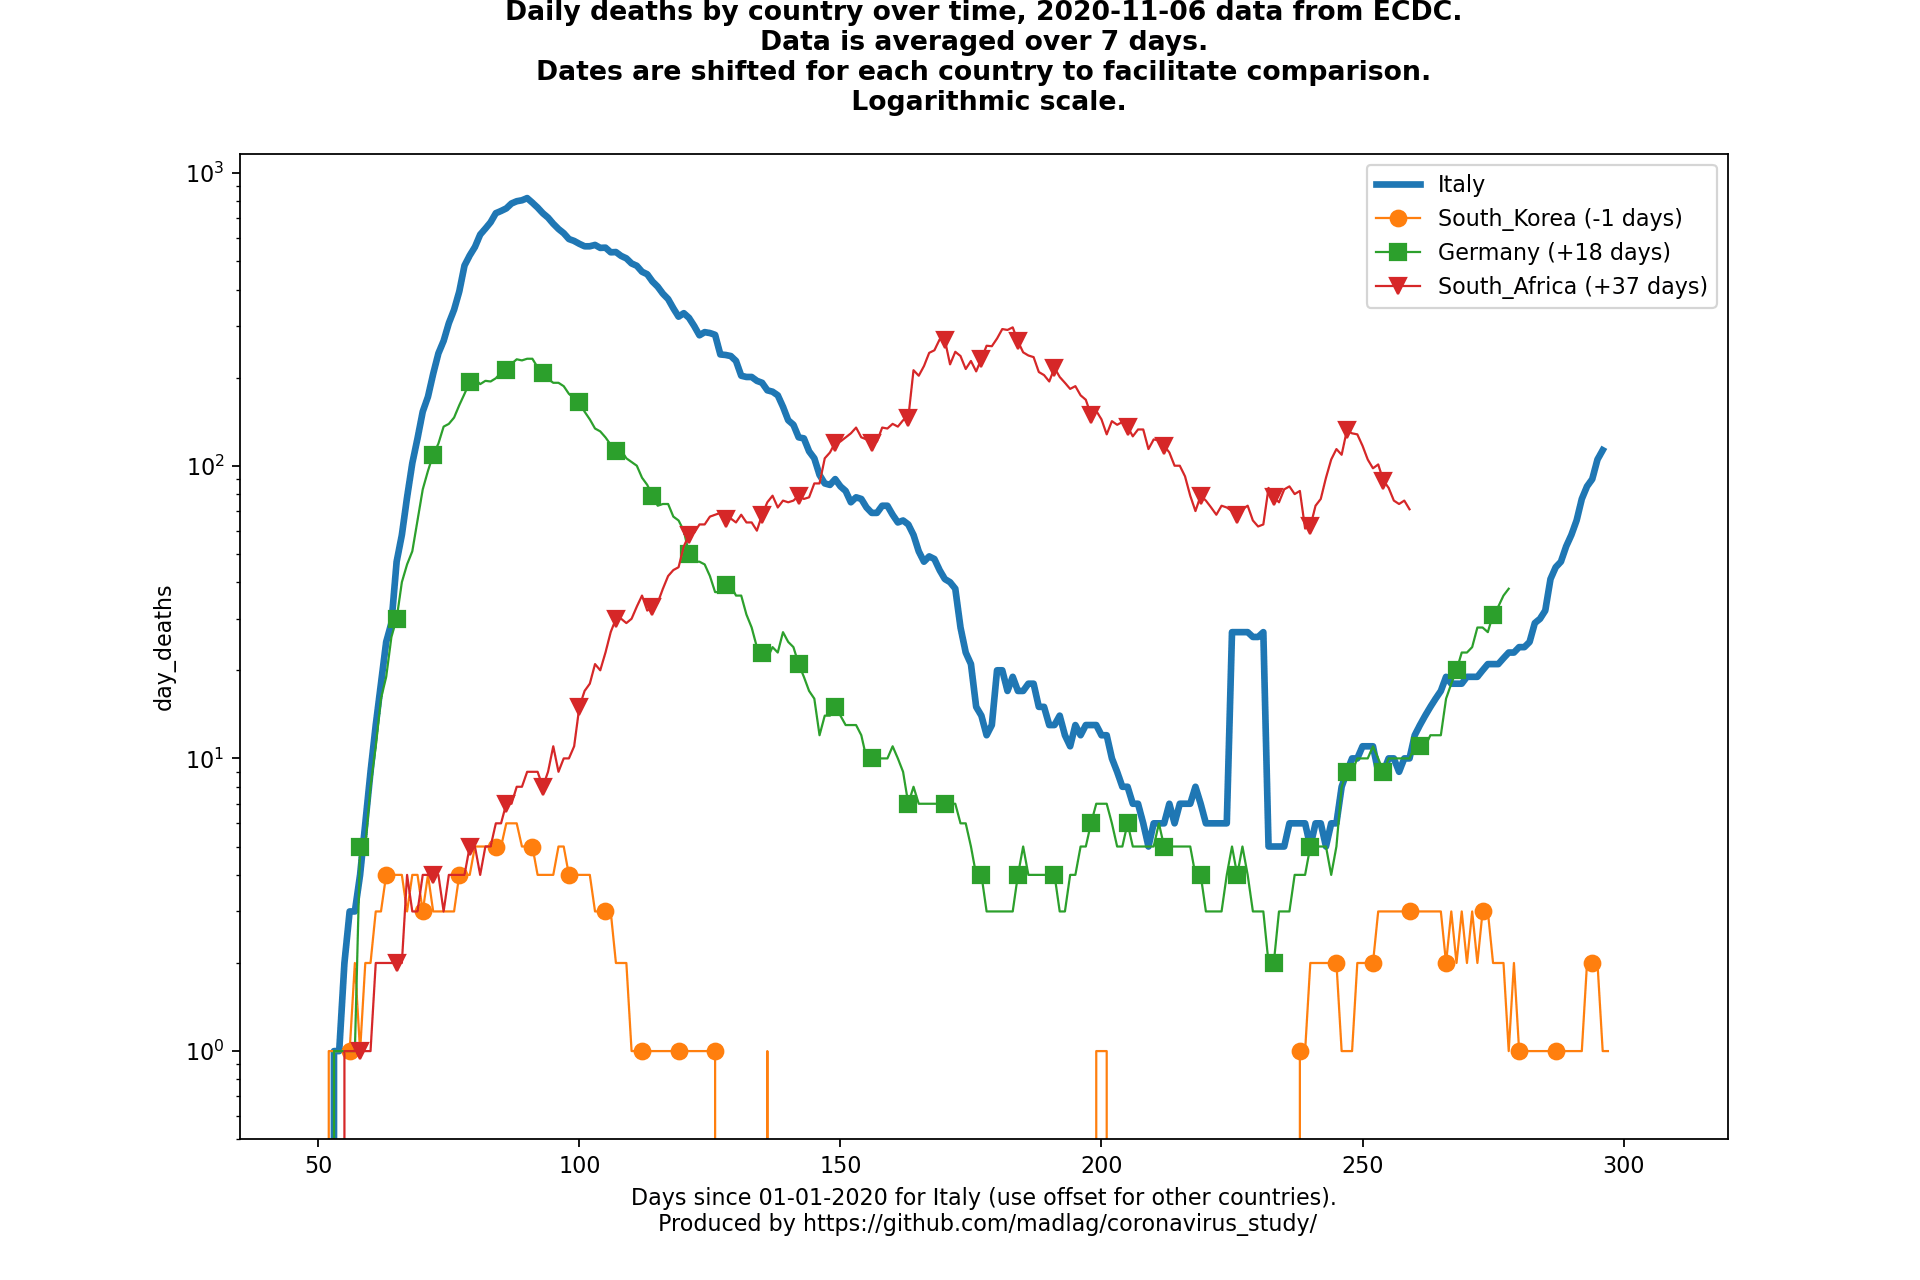 Daily deaths by country over time, 2020-11-06 data from ECDC.
Data is averaged over 7 days.
Dates are shifted for each country to facilitate comparison.
Logarithmic scale.
10³
10²
10¹
10⁰
day_deaths
Italy
South_Korea (-1 days)
Germany (+18 days)
South_Africa (+37 days)
50 100 150 200 250 300
Days since 01-01-2020 for Italy (use offset for other countries).
Produced by https://github.com/madlag/coronavirus_study/